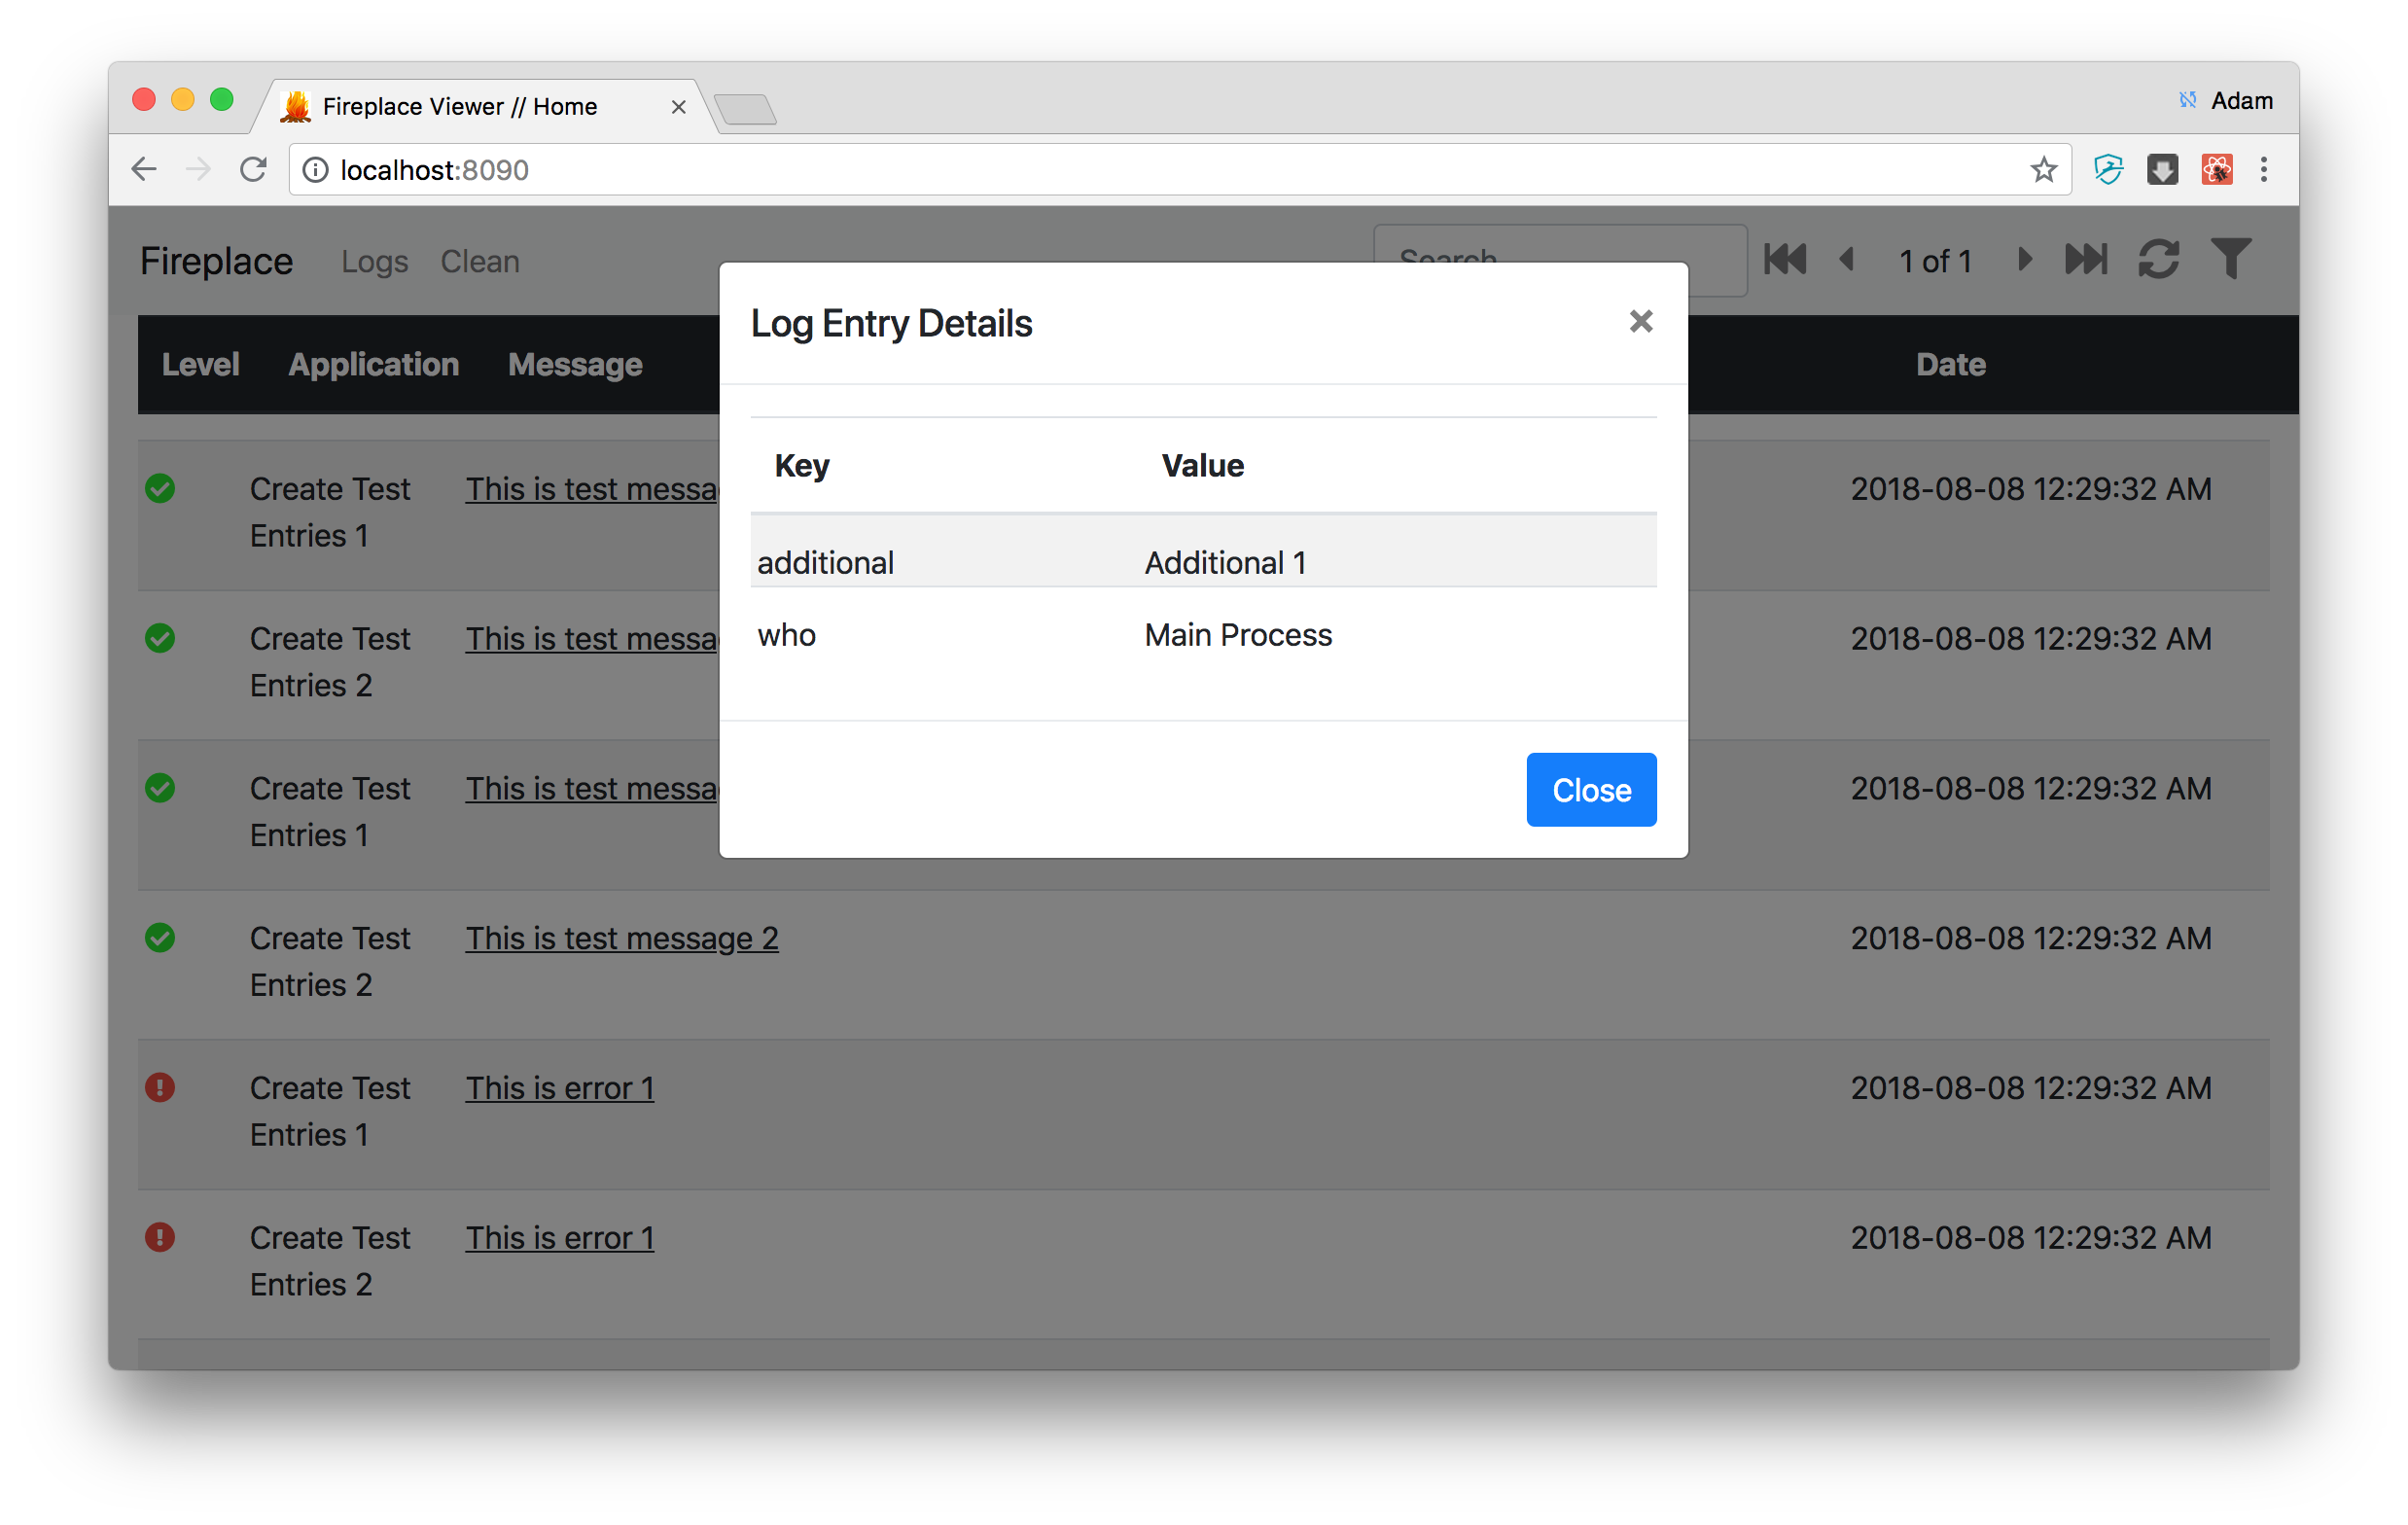 Fireplace Viewer // Home
Adam
localhost:8090
Fireplace Logs Clean Search 1 of 1
Level Application Message Date
Log Entry Details
Key Value
additional Additional 1
who Main Process
Close
Create Test This is test messa 2018-08-08 12:29:32 AM
Entries 1
Create Test This is test messa 2018-08-08 12:29:32 AM
Entries 2
Create Test This is test messa 2018-08-08 12:29:32 AM
Entries 1
Create Test This is test message 2 2018-08-08 12:29:32 AM
Entries 2
Create Test This is error 1 2018-08-08 12:29:32 AM
Entries 1
Create Test This is error 1 2018-08-08 12:29:32 AM
Entries 2